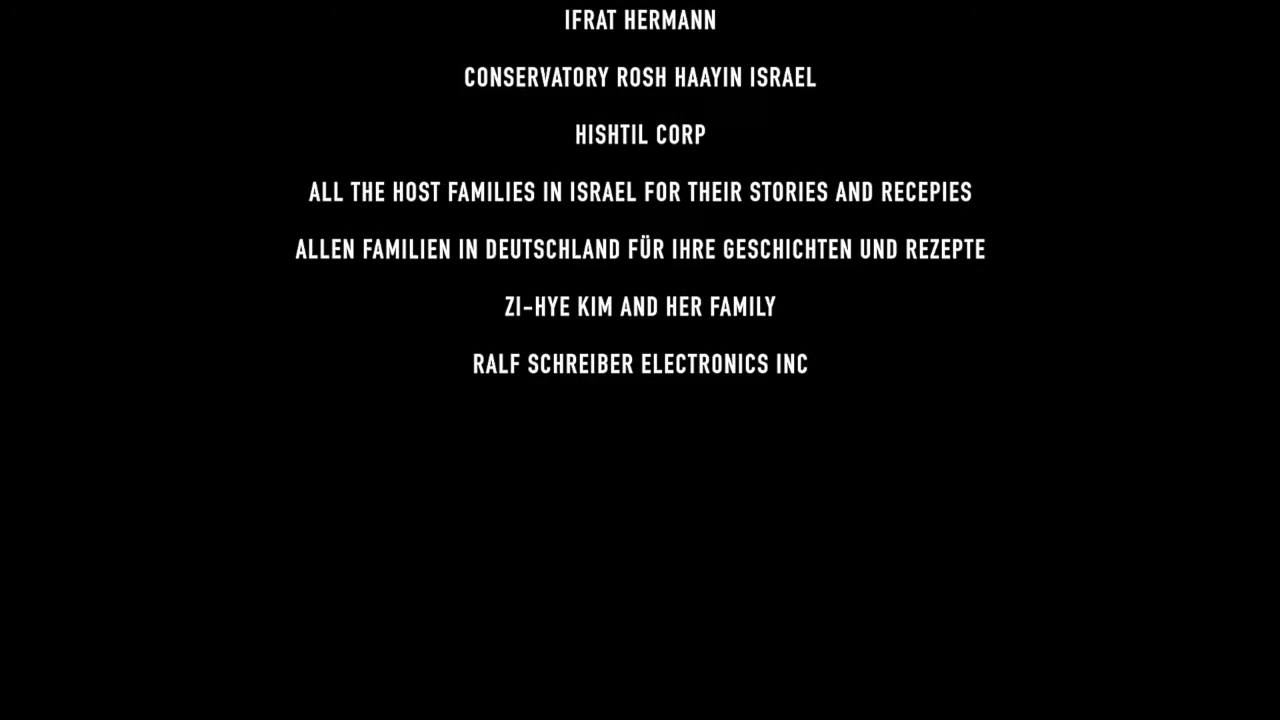 IFRAT HERMANN
CONSERVATORY ROSH HAAYIN ISRAEL
HISHTIL CORP
ALL THE HOST FAMILIES IN ISRAEL FOR THEIR STORIES AND RECEPIES
ALLEN FAMILIEN IN DEUTSCHLAND FÜR IHRE GESCHICHTEN UND REZEPTE
ZI-HYE KIM AND HER FAMILY
RALF SCHREIBER ELECTRONICS INC